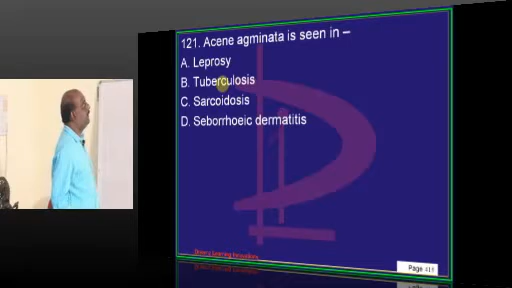 121. Acene agminata is seen in –
A. Leprosy
B. Tuberculosis
C. Sarcoidosis
D. Seborrhoeic dermatitis
Page 411